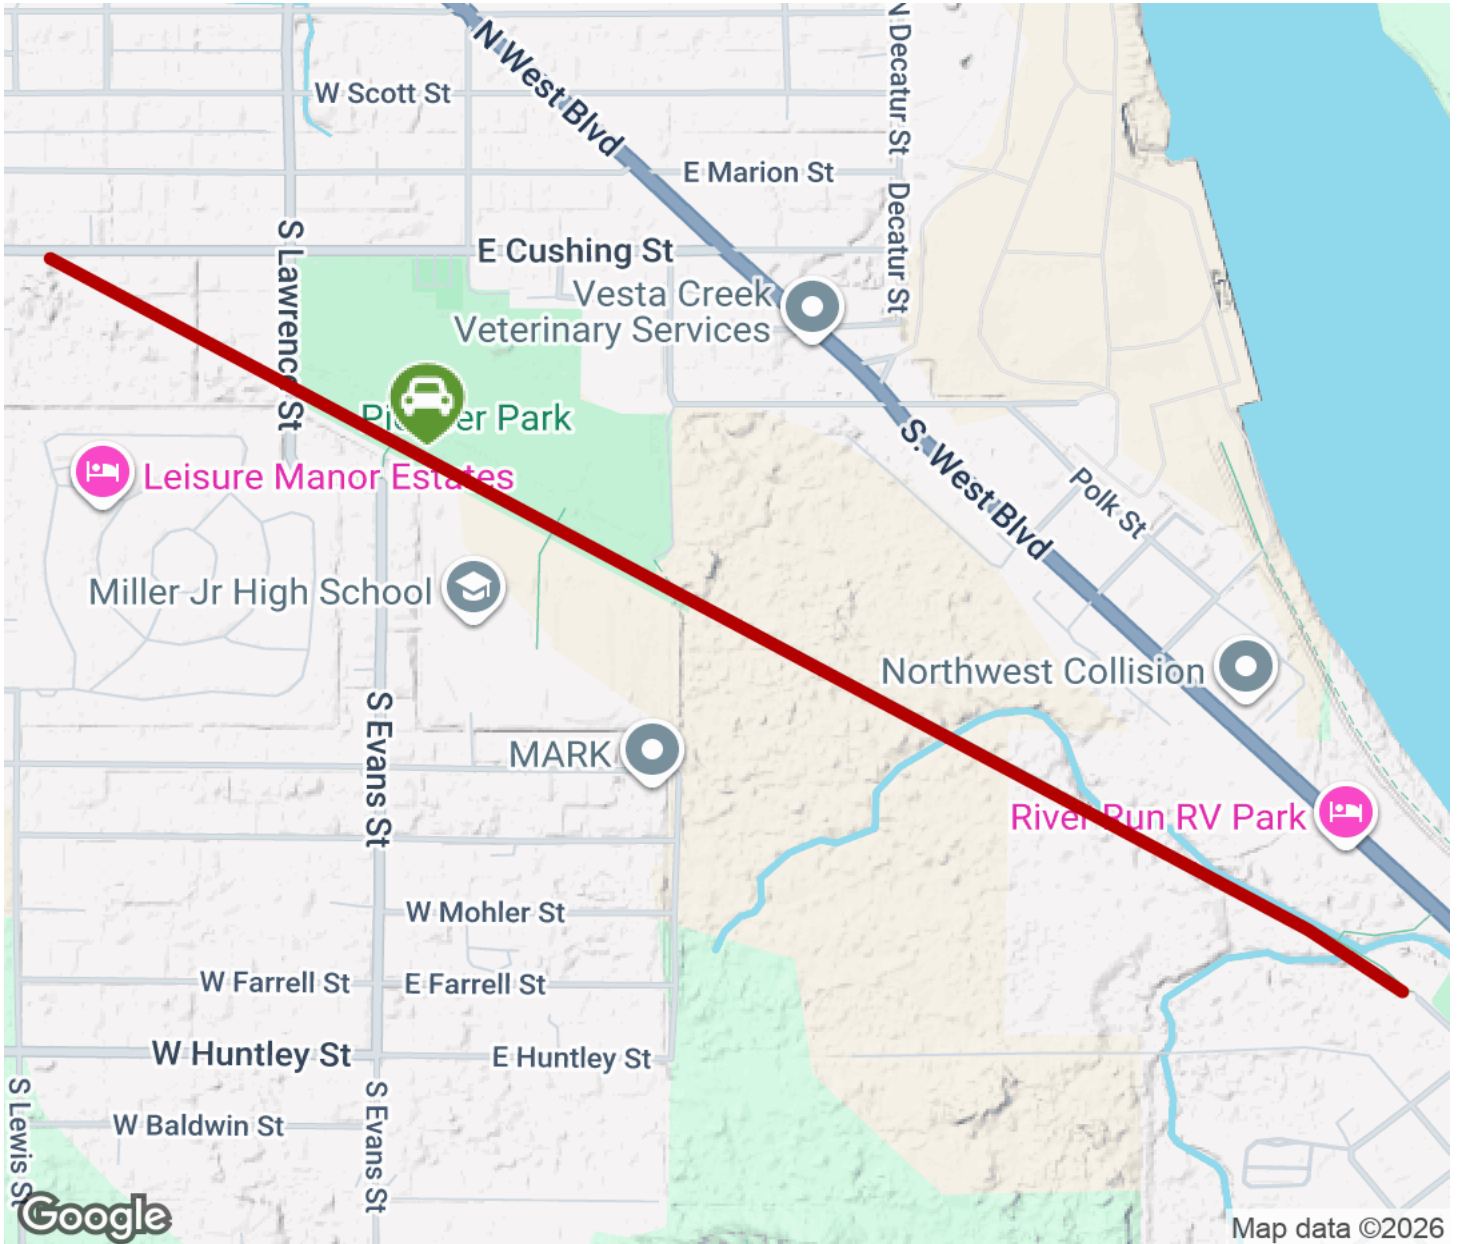 N West Blvd
N Decatur St
W Scott St
E Marion St
Decatur St
S Lawrence St
E Cushing St
Vesta Creek
Veterinary Services
Park
Leisure Manor Estates
S. West Blvd
Polk St
Miller Jr High School
Northwest Collision
S Evans St
MARK
River Run RV Park
W Mohler St
W Farrell St
E Farrell St
W Huntley St
E Huntley St
S Lewis St
W Baldwin St
S Evans St
Google
Map data ©2026